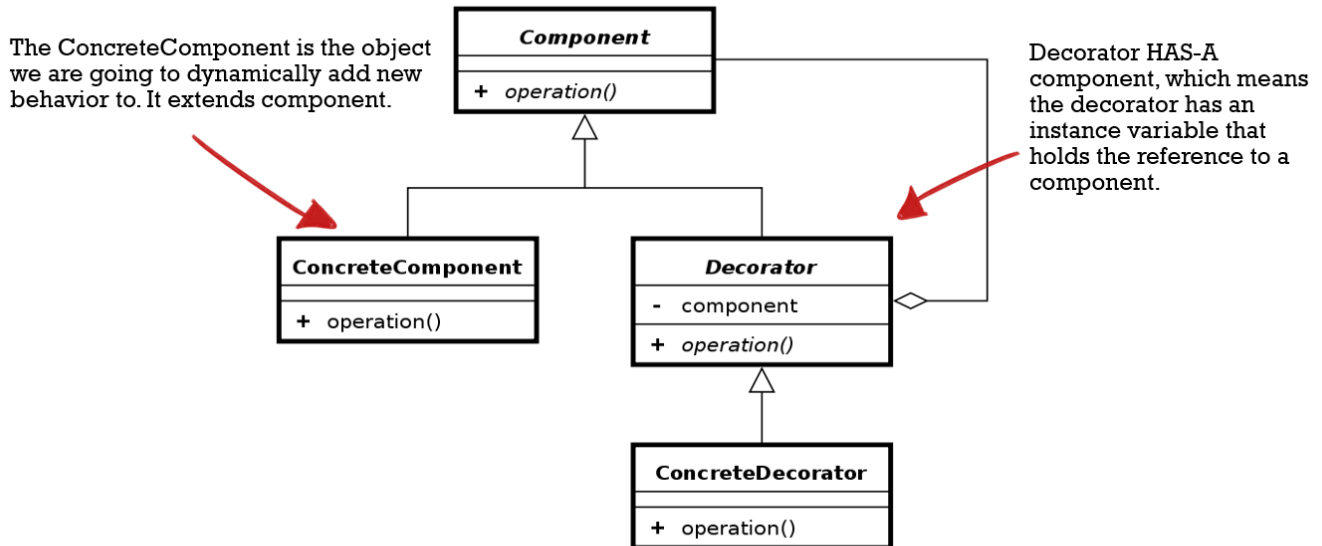 The ConcreteComponent is the object
we are going to dynamically add new
behavior to. It extends component.
Component
+ operation()
Decorator HAS-A
component, which means
the decorator has an
instance variable that
holds the reference to a
component.
ConcreteComponent
+ operation()
Decorator
- component
+ operation()
ConcreteDecorator
+ operation()